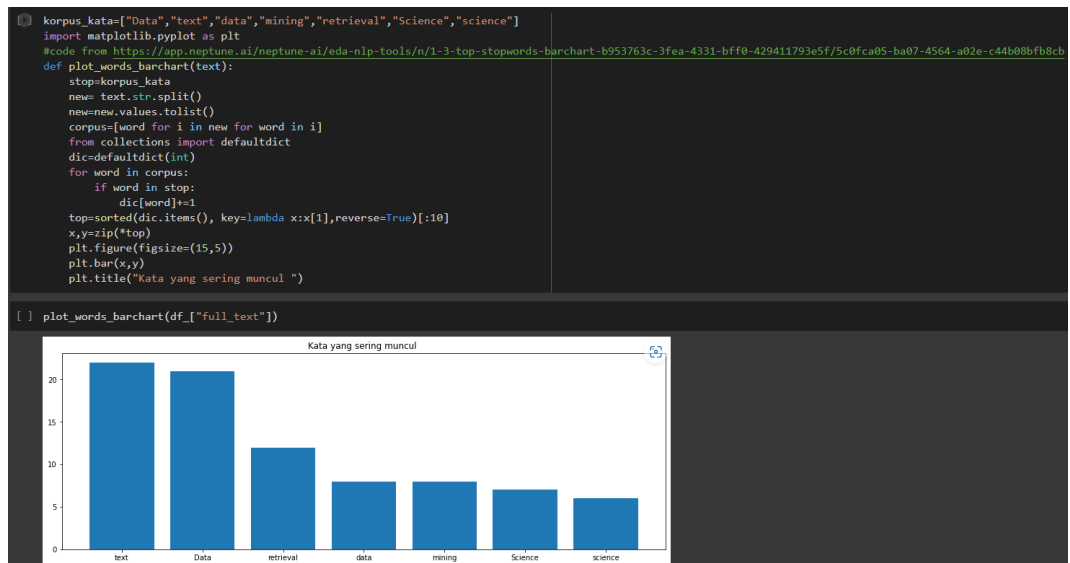 korpus_kata=["Data","text","data","mining","retrieval","Science","science"]
import matplotlib.pyplot as plt
#code from https://app.neptune.ai/neptune-ai/eda-nlp-tools/n/1-3-top-stopwords-barchart-b953763c-3fea-4331-bff0-429411793e5f/5c0fca05-ba07-4564-a02e-c44b08bfb8cb
def plot_words_barchart(text):
    stop=korpus_kata
    new= text.str.split()
    new=new.values.tolist()
    corpus=[word for i in new for word in i]
    from collections import defaultdict
    dic=defaultdict(int)
    for word in corpus:
        if word in stop:
            dic[word]+=1
    top=sorted(dic.items(), key=lambda x:x[1],reverse=True)[:10]
    x,y=zip(*top)
    plt.figure(figsize=(15,5))
    plt.bar(x,y)
    plt.title("Kata yang sering muncul ")
[ ] plot_words_barchart(df_["full_text"])
Kata yang sering muncul
20
15
10
5
0
text Data retrieval data mining Science science